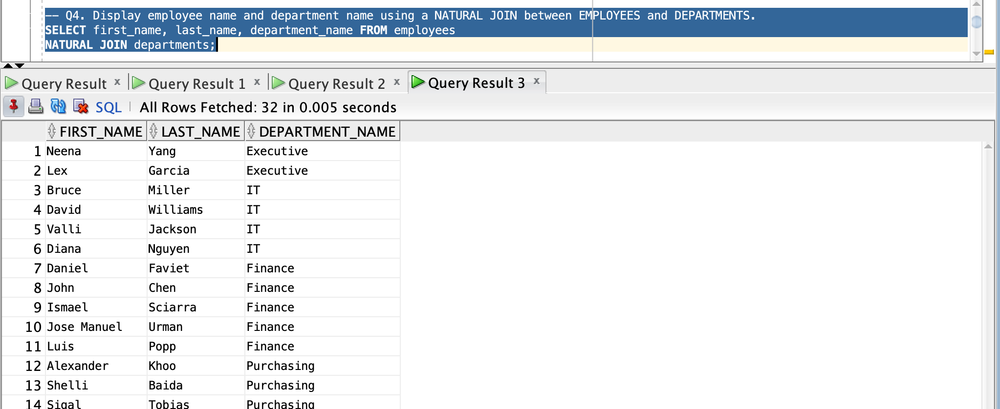 -- Q4. Display employee name and department name using a NATURAL JOIN between EMPLOYEES and DEPARTMENTS.
SELECT first_name, last_name, department_name FROM employees
NATURAL JOIN departments;
Query Result x Query Result 1 x Query Result 2 x Query Result 3 x
SQL All Rows Fetched: 32 in 0.005 seconds
FIRST_NAME LAST_NAME DEPARTMENT_NAME
1 Neena Yang Executive
2 Lex Garcia Executive
3 Bruce Miller IT
4 David Williams IT
5 Valli Jackson IT
6 Diana Nguyen IT
7 Daniel Faviet Finance
8 John Chen Finance
9 Ismael Sciarra Finance
10 Jose Manuel Urman Finance
11 Luis Popp Finance
12 Alexander Khoo Purchasing
13 Shelli Baida Purchasing
14 Sigal Tobias Purchasing